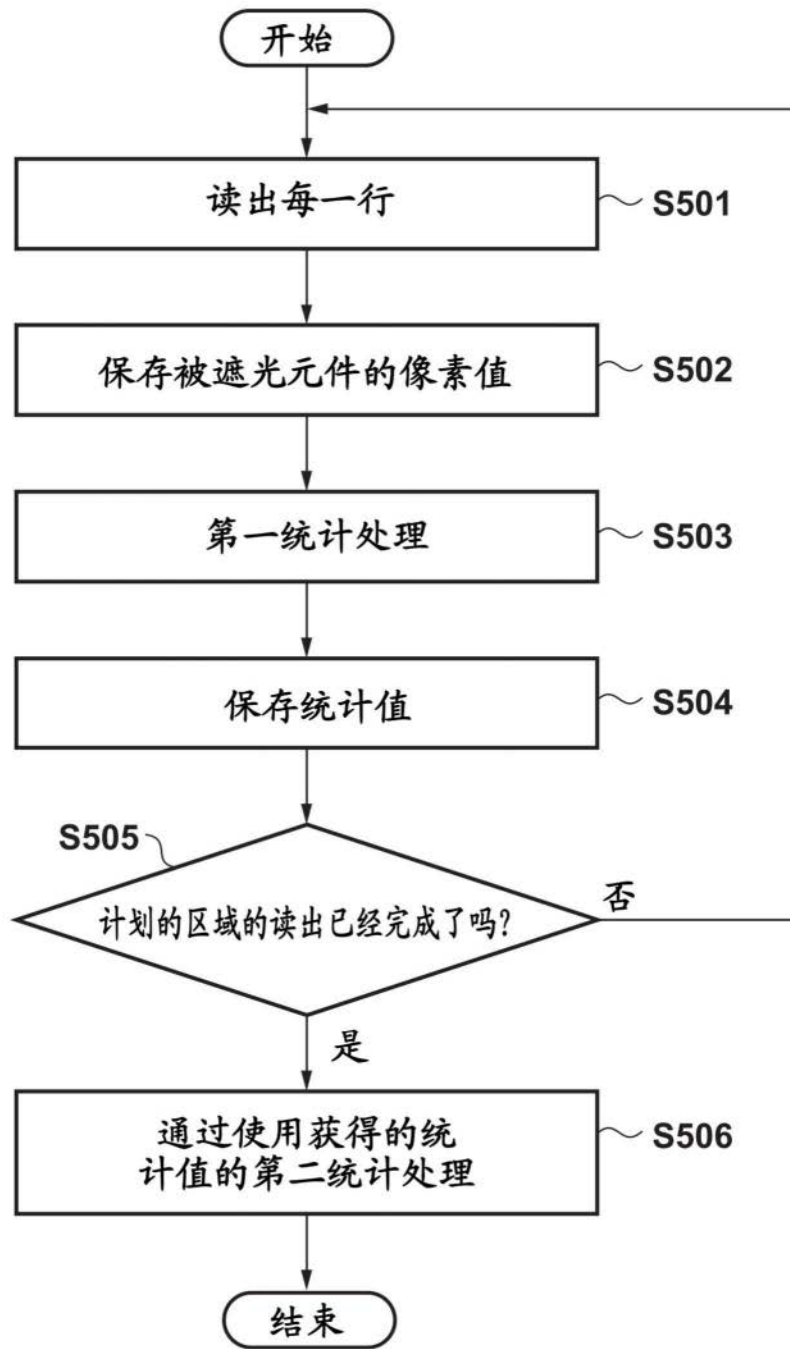 开始
读出每一行
S501
保存被遮光元件的像素值
S502
第一统计处理
S503
保存统计值
S504
S505
计划的区域的读出已经完成了吗?
否
是
通过使用获得的统
计值的第二统计处理
S506
结束